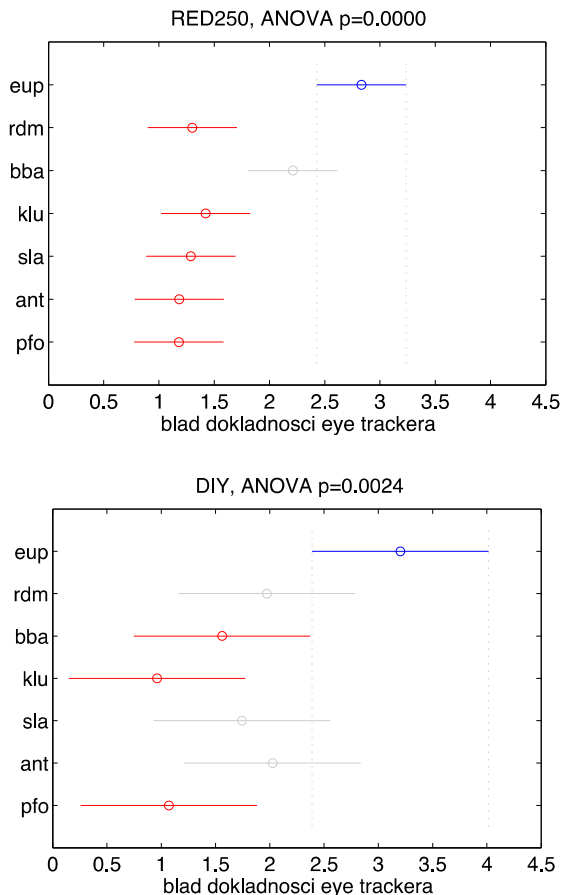 RED250, ANOVA p=0.0000
eup
rdm
bba
klu
sla
ant
pfo
0 0.5 1 1.5 2 2.5 3 3.5 4 4.5
blad dokladnosci eye trackera
DIY, ANOVA p=0.0024
eup
rdm
bba
klu
sla
ant
pfo
0 0.5 1 1.5 2 2.5 3 3.5 4 4.5
blad dokladnosci eye trackera